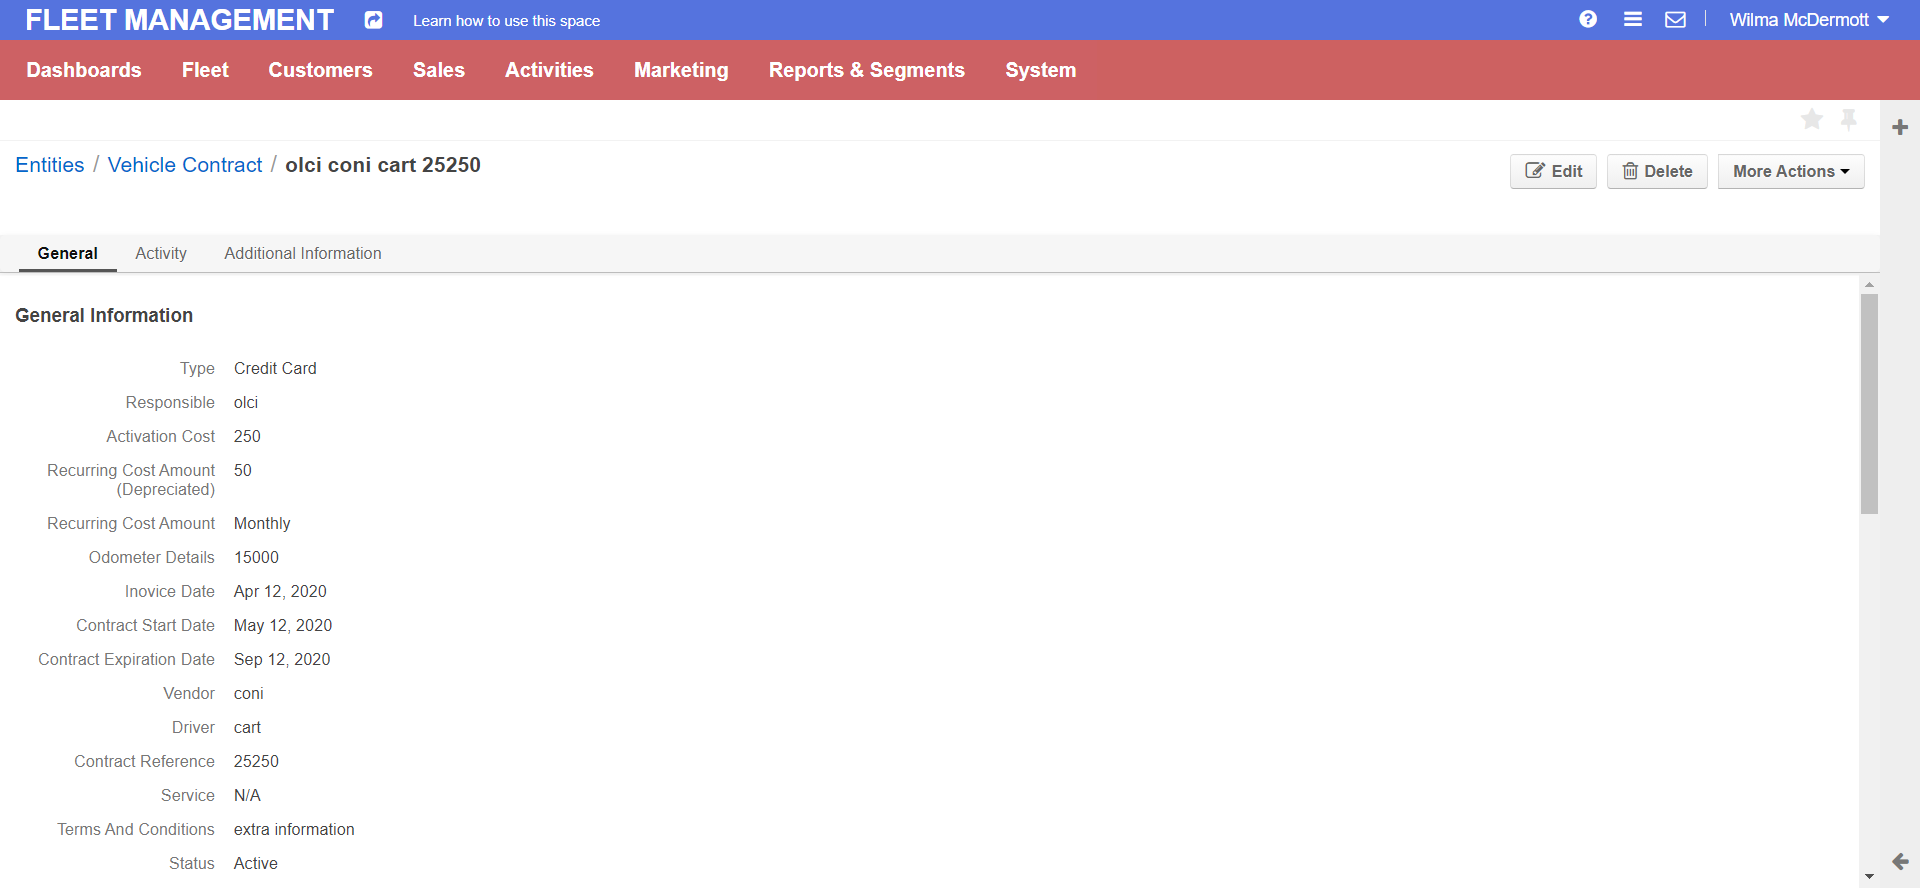 FLEET MANAGEMENT Learn how to use this space Wilma McDermott
Dashboards Fleet Customers Sales Activities Marketing Reports & Segments System
Entities / Vehicle Contract / olci coni cart 25250
Edit Delete More Actions
General Activity Additional Information
General Information
Type Credit Card
Responsible olci
Activation Cost 250
Recurring Cost Amount 50
(Depreciated)
Recurring Cost Amount Monthly
Odometer Details 15000
Inovice Date Apr 12, 2020
Contract Start Date May 12, 2020
Contract Expiration Date Sep 12, 2020
Vendor coni
Driver cart
Contract Reference 25250
Service N/A
Terms And Conditions extra information
Status Active